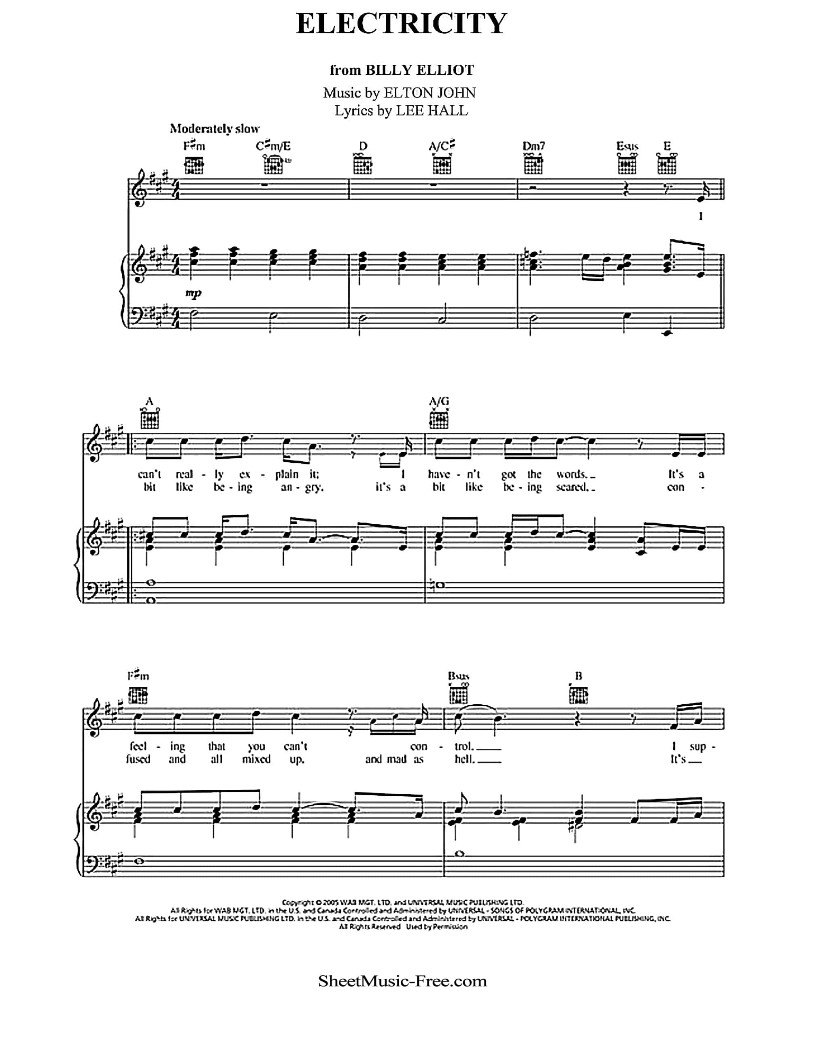 ELECTRICITY
from BILLY ELLIOT
Music by ELTON JOHN
Lyrics by LEE HALL
Moderately slow
F♯m C♯m/E D A/C♯ Dm7 Esus E
I
mp
A A/G
can't real - ly ex - plain it; I have - n't got the words. It's a
bit like be - ing an - gry, it's a bit like be - ing scared, con -
F♯m Bsus B
feel - ing that you can't con - trol. I sup -
fused and all mixed up, and mad as hell. It's
Copyright © 2005 WAB MGT. LTD. and UNIVERSAL MUSIC PUBLISHING LTD.
All Rights for WAB MGT. LTD. in the U.S. and Canada Controlled and Administered by UNIVERSAL - SONGS OF POLYGRAM INTERNATIONAL, INC.
All Rights for UNIVERSAL MUSIC PUBLISHING LTD. in the U.S. and Canada Controlled and Administered by UNIVERSAL - POLYGRAM INTERNATIONAL PUBLISHING, INC.
All Rights Reserved Used by Permission
SheetMusic-Free.com